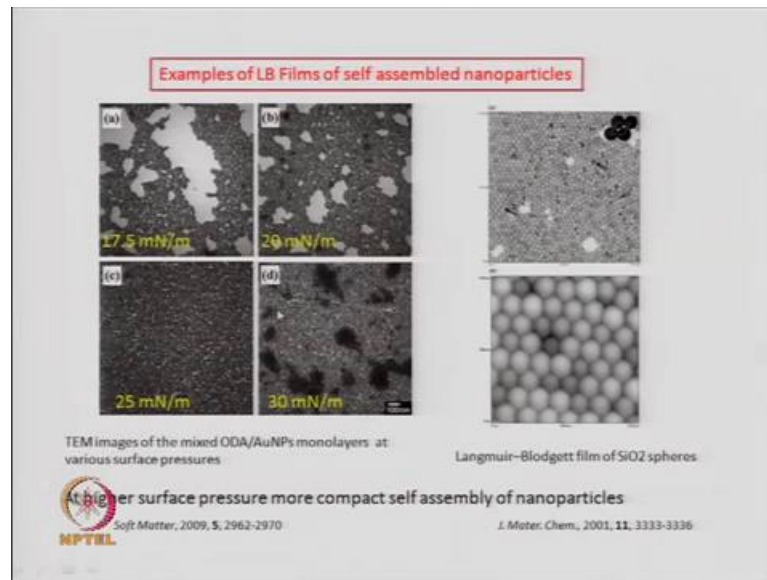 Examples of LB Films of self assembled nanoparticles
(a)
(b)
17.5 mN/m
20 mN/m
(c)
(d)
25 mN/m
30 mN/m
TEM images of the mixed ODA/AuNPs monolayers at
various surface pressures
Langmuir–Blodgett film of SiO2 spheres
At higher surface pressure more compact self assembly of nanoparticles
Soft Matter, 2009, 5, 2962-2970
J. Mater. Chem., 2001, 11, 3333-3336
NPTEL